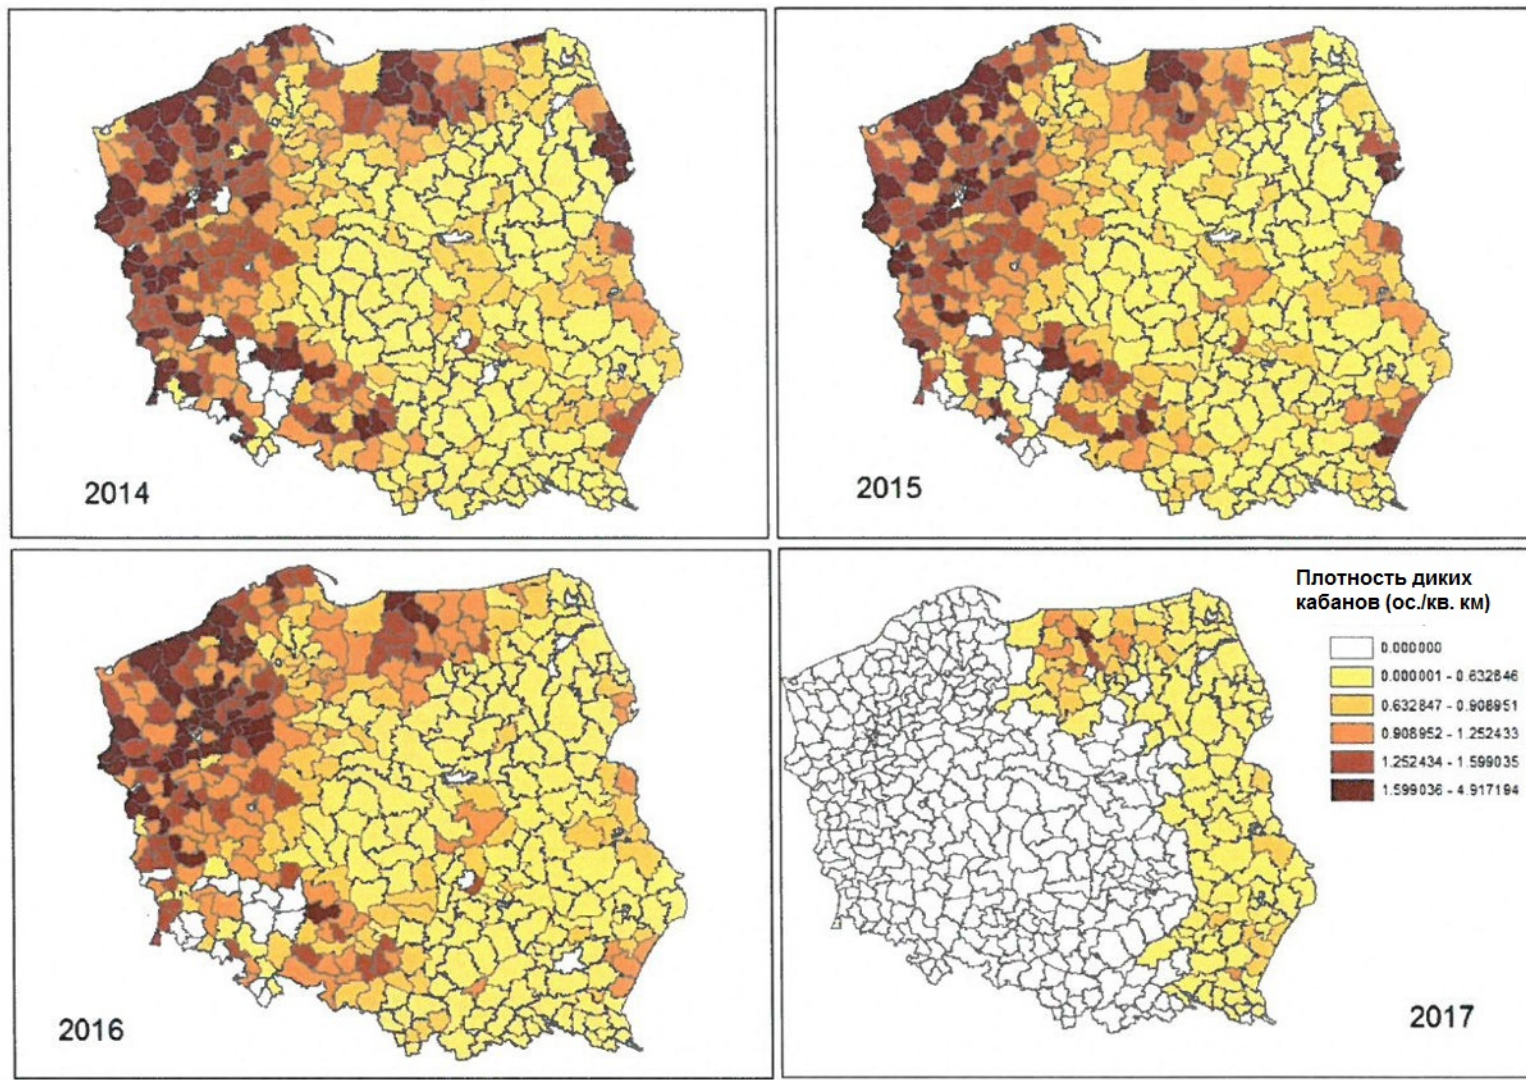 2014
2015
2016
Плотность диких
кабанов (ос./кв. км)
0.000000
0.000001 - 0.632846
0.632847 - 0.908951
0.908952 - 1.252433
1.252434 - 1.599035
1.599036 - 4.917194
2017